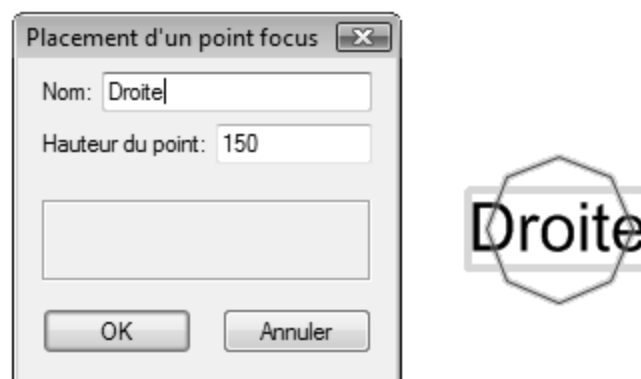 Placement d'un point focus
Nom: Droite
Hauteur du point: 150
OK Annuler
Droite